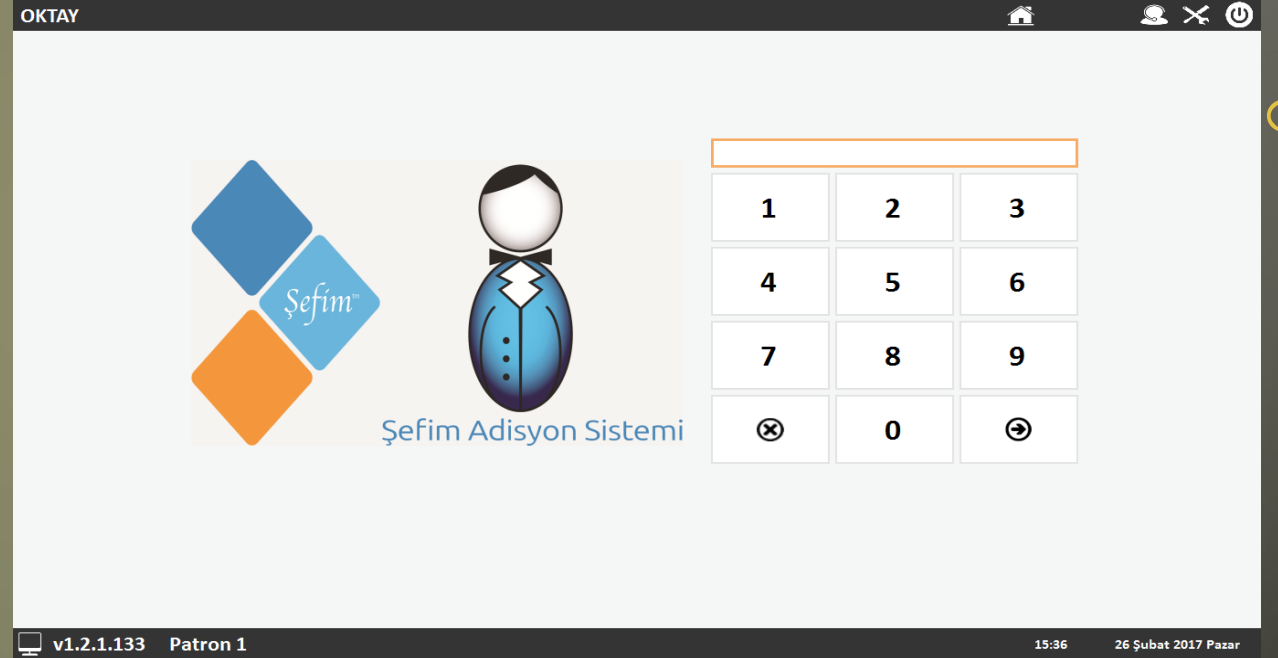 OKTAY
Şefim™
Şefim Adisyon Sistemi
1 2 3
4 5 6
7 8 9
0
v1.2.1.133 Patron 1 15:36 26 Şubat 2017 Pazar